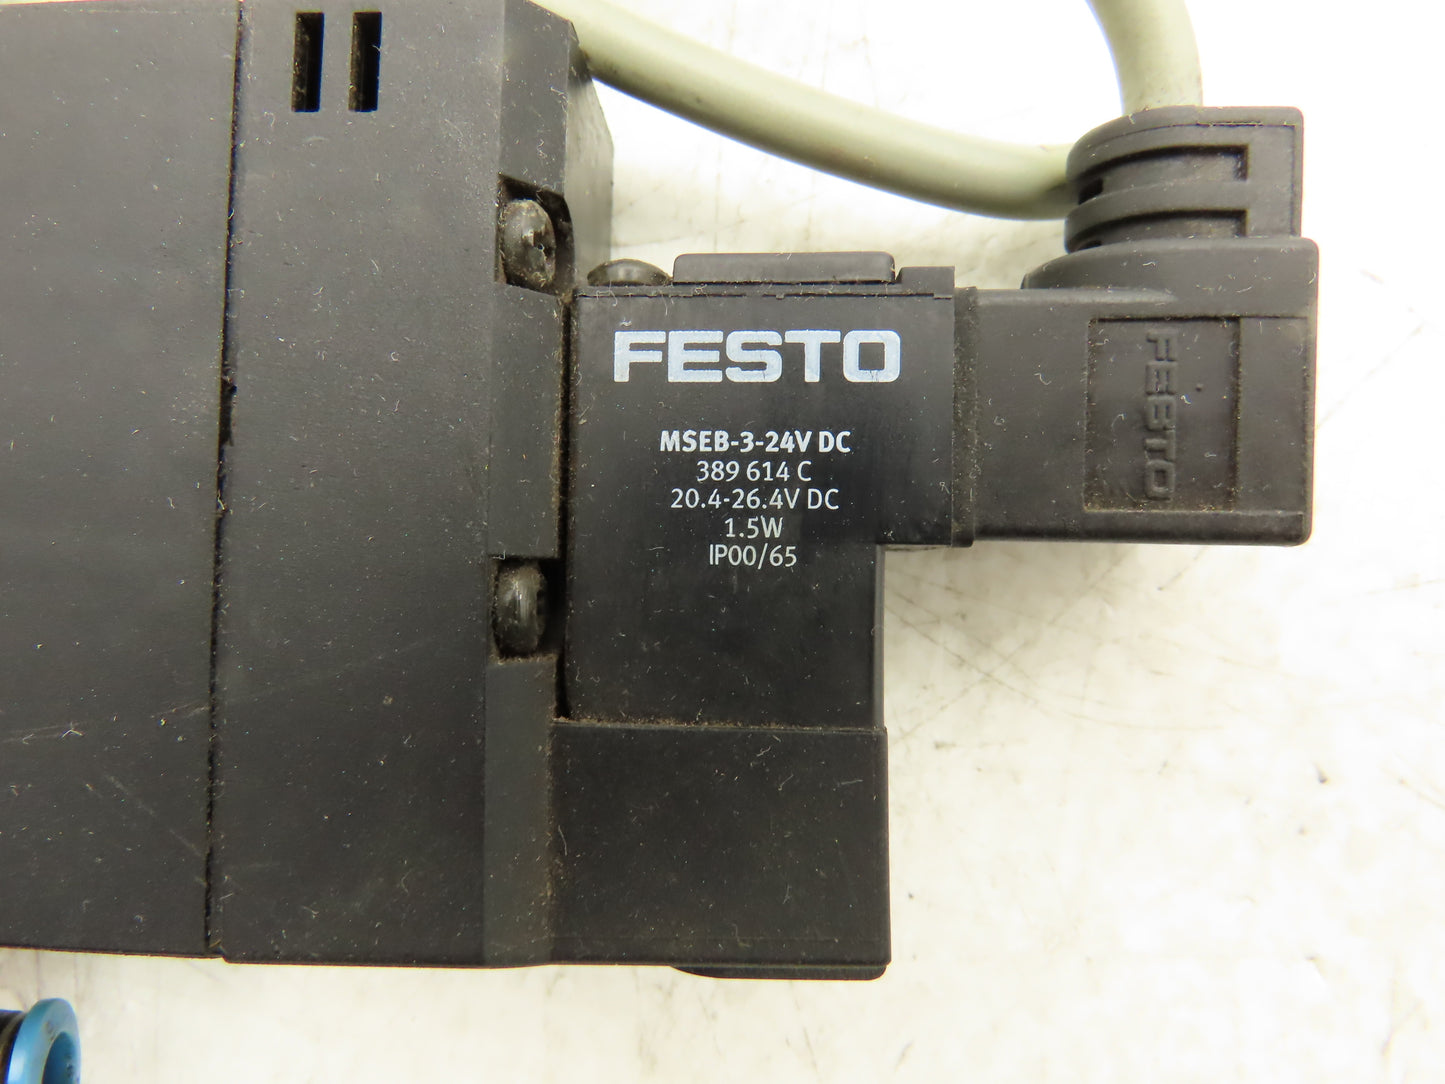 FESTO
MSEB-3-24V DC
389 614 C
20.4-26.4V DC
1.5W
IP00/65
FESTO